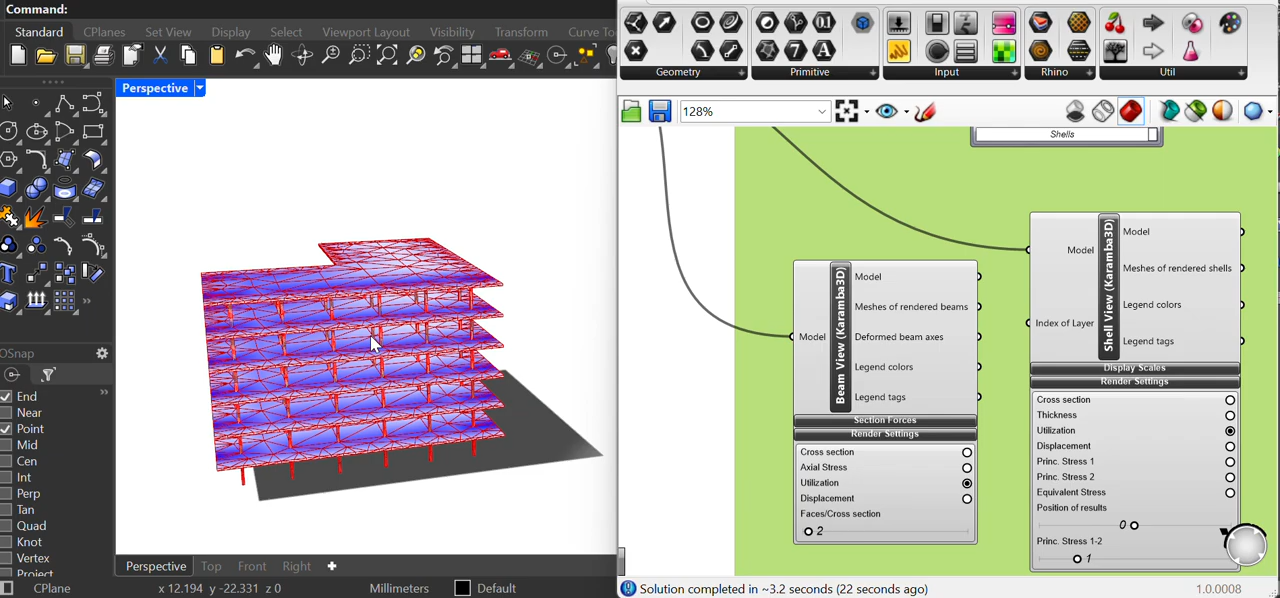 Command:
Standard CPlanes Set View Display Select Viewport Layout Visibility Transform Curve To
Perspective
Geometry Primitive Input Rhino Util
128%
Shells
Model
Meshes of rendered beams
Model Deformed beam axes
Legend colors
Legend tags
Beam View (Karamba3D)
Section Forces
Render Settings
Cross section
Axial Stress
Utilization
Displacement
Faces/Cross section
2
Model
Model
Meshes of rendered shells
Legend colors
Index of Layer
Legend tags
Shell View (Karamba3D)
Display Scales
Render Settings
Cross section
Thickness
Utilization
Displacement
Princ. Stress 1
Princ. Stress 2
Equivalent Stress
Position of results
0
Princ. Stress 1-2
1
OSnap
End
Near
Point
Mid
Cen
Int
Perp
Tan
Quad
Knot
Vertex
Project
Perspective Top Front Right
CPlane x 12.194 y -22.331 z 0 Millimeters Default
Solution completed in ~3.2 seconds (22 seconds ago) 1.0.0008